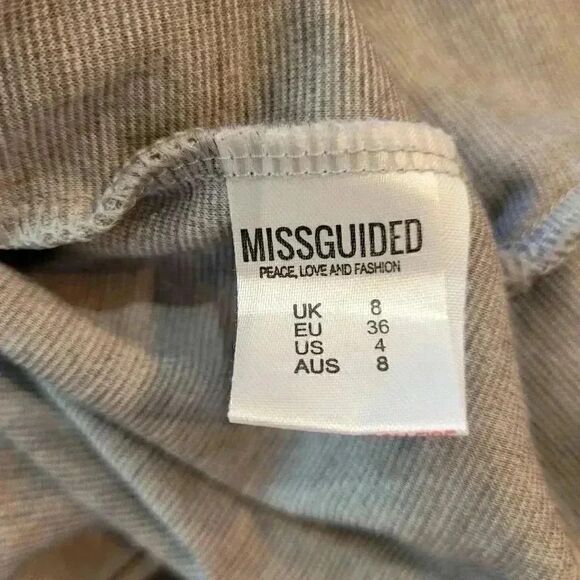 MISSGUIDED
PEACE, LOVE AND FASHION
UK 8
EU 36
US 4
AUS 8